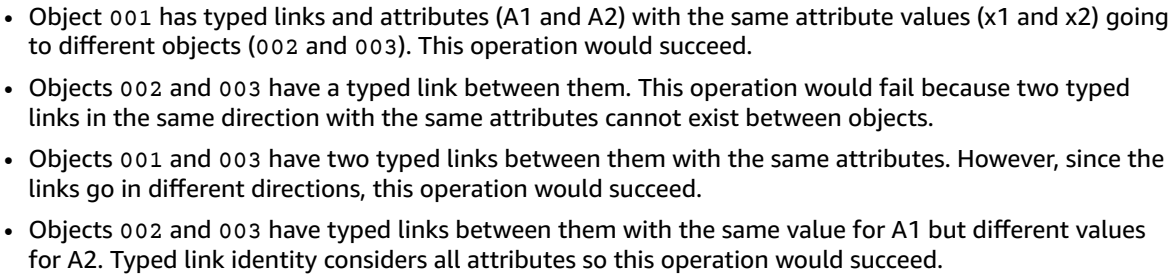 • Object 001 has typed links and attributes (A1 and A2) with the same attribute values (x1 and x2) going
to different objects (002 and 003). This operation would succeed.
• Objects 002 and 003 have a typed link between them. This operation would fail because two typed
links in the same direction with the same attributes cannot exist between objects.
• Objects 001 and 003 have two typed links between them with the same attributes. However, since the
links go in different directions, this operation would succeed.
• Objects 002 and 003 have typed links between them with the same value for A1 but different values
for A2. Typed link identity considers all attributes so this operation would succeed.